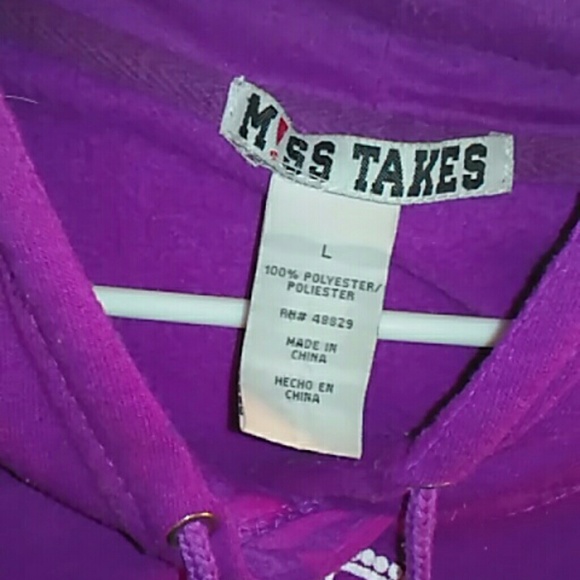 M!SS TAKES
L
100% POLYESTER/
POLIESTER
RN# 48829
MADE IN
CHINA
HECHO EN
CHINA